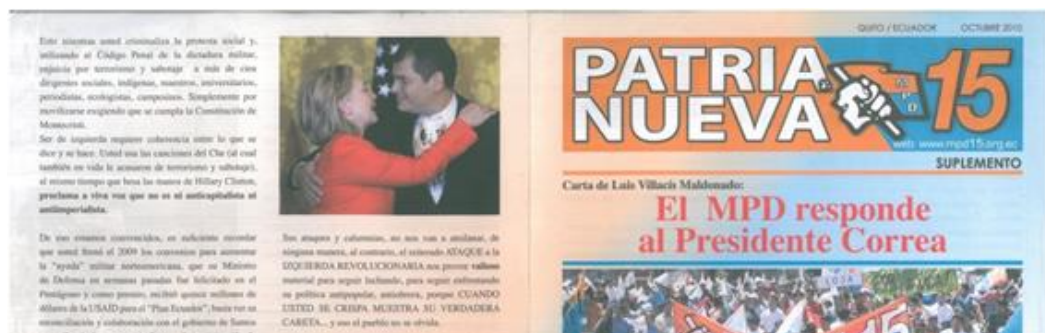 Esto mientras usted criminaliza la protesta social y,
utilizando el Código Penal de la dictadura militar,
enjuicia por terrorismo y sabotaje a más de cien
dirigentes sociales, indígenas, maestros, universitarios,
periodistas, ecologistas, campesinos. Simplemente por
movilizarse exigiendo que se cumpla la Constitución de
Montecristi.
Ser de izquierda requiere coherencia entre lo que se
dice y se hace. Usted usa las canciones del Che (al cual
también en vida le acusaron de terrorismo y sabotaje),
al mismo tiempo que besa las manos de Hillary Clinton,
proclama a viva voz que no es ni anticapitalista ni
antiimperialista.
De eso estamos convencidos, es suficiente recordar
que usted firmó el 2009 los convenios para aumentar
la "ayuda" militar norteamericana, que su Ministro
de Defensa en semanas pasadas fue felicitado en el
Pentágono y como premio, recibió quince millones de
dólares de la USAID para el "Plan Ecuador", hasta ver su
reconciliación y colaboración con el gobierno de Santos
Sus ataques y calumnias, no nos van a amilanar, de
ninguna manera, al contrario, el reiterado ATAQUE a la
IZQUIERDA REVOLUCIONARIA nos provee valioso
material para seguir luchando, para seguir enfrentando
su política antipopular, antiobrera, porque CUANDO
USTED SE CRISPA MUESTRA SU VERDADERA
CARETA... y eso el pueblo no se olvida.
QUITO / ECUADOR OCTUBRE 2010
PATRIA
NUEVA
MPD
15
web: www.mpd15.org.ec
SUPLEMENTO
Carta de Luis Villacís Maldonado:
El MPD responde
al Presidente Correa
LOJA
15